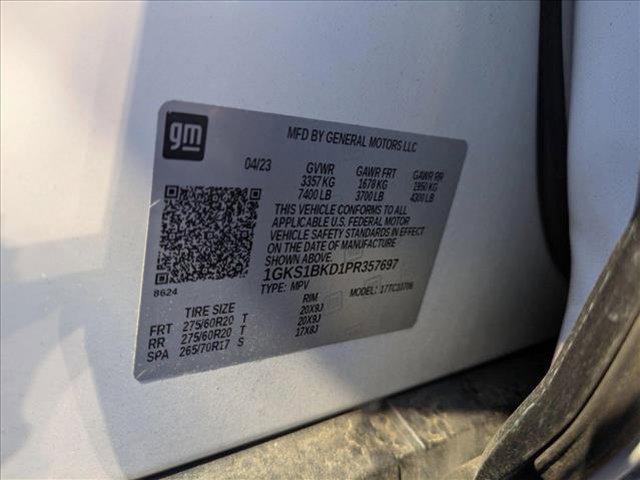 gm
MFD BY GENERAL MOTORS LLC
04/23 GVWR GAWR FRT GAWR RR
3357 KG 1678 KG 1950 KG
7400 LB 3700 LB 4300 LB
THIS VEHICLE CONFORMS TO ALL
APPLICABLE U.S. FEDERAL MOTOR
VEHICLE SAFETY STANDARDS IN EFFECT
ON THE DATE OF MANUFACTURE
SHOWN ABOVE.
1GKS1BKD1PR357697
8624 TYPE: MPV MODEL:
TIRE SIZE RIM
FRT 275/60R20 T 20X9J
RR 275/60R20 T 20X9J
SPA 265/70R17 S 17X8J